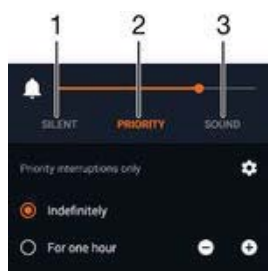 1 2 3
SILENT PRIORITY SOUND
Priority interruptions only
Indefinitely
For one hour